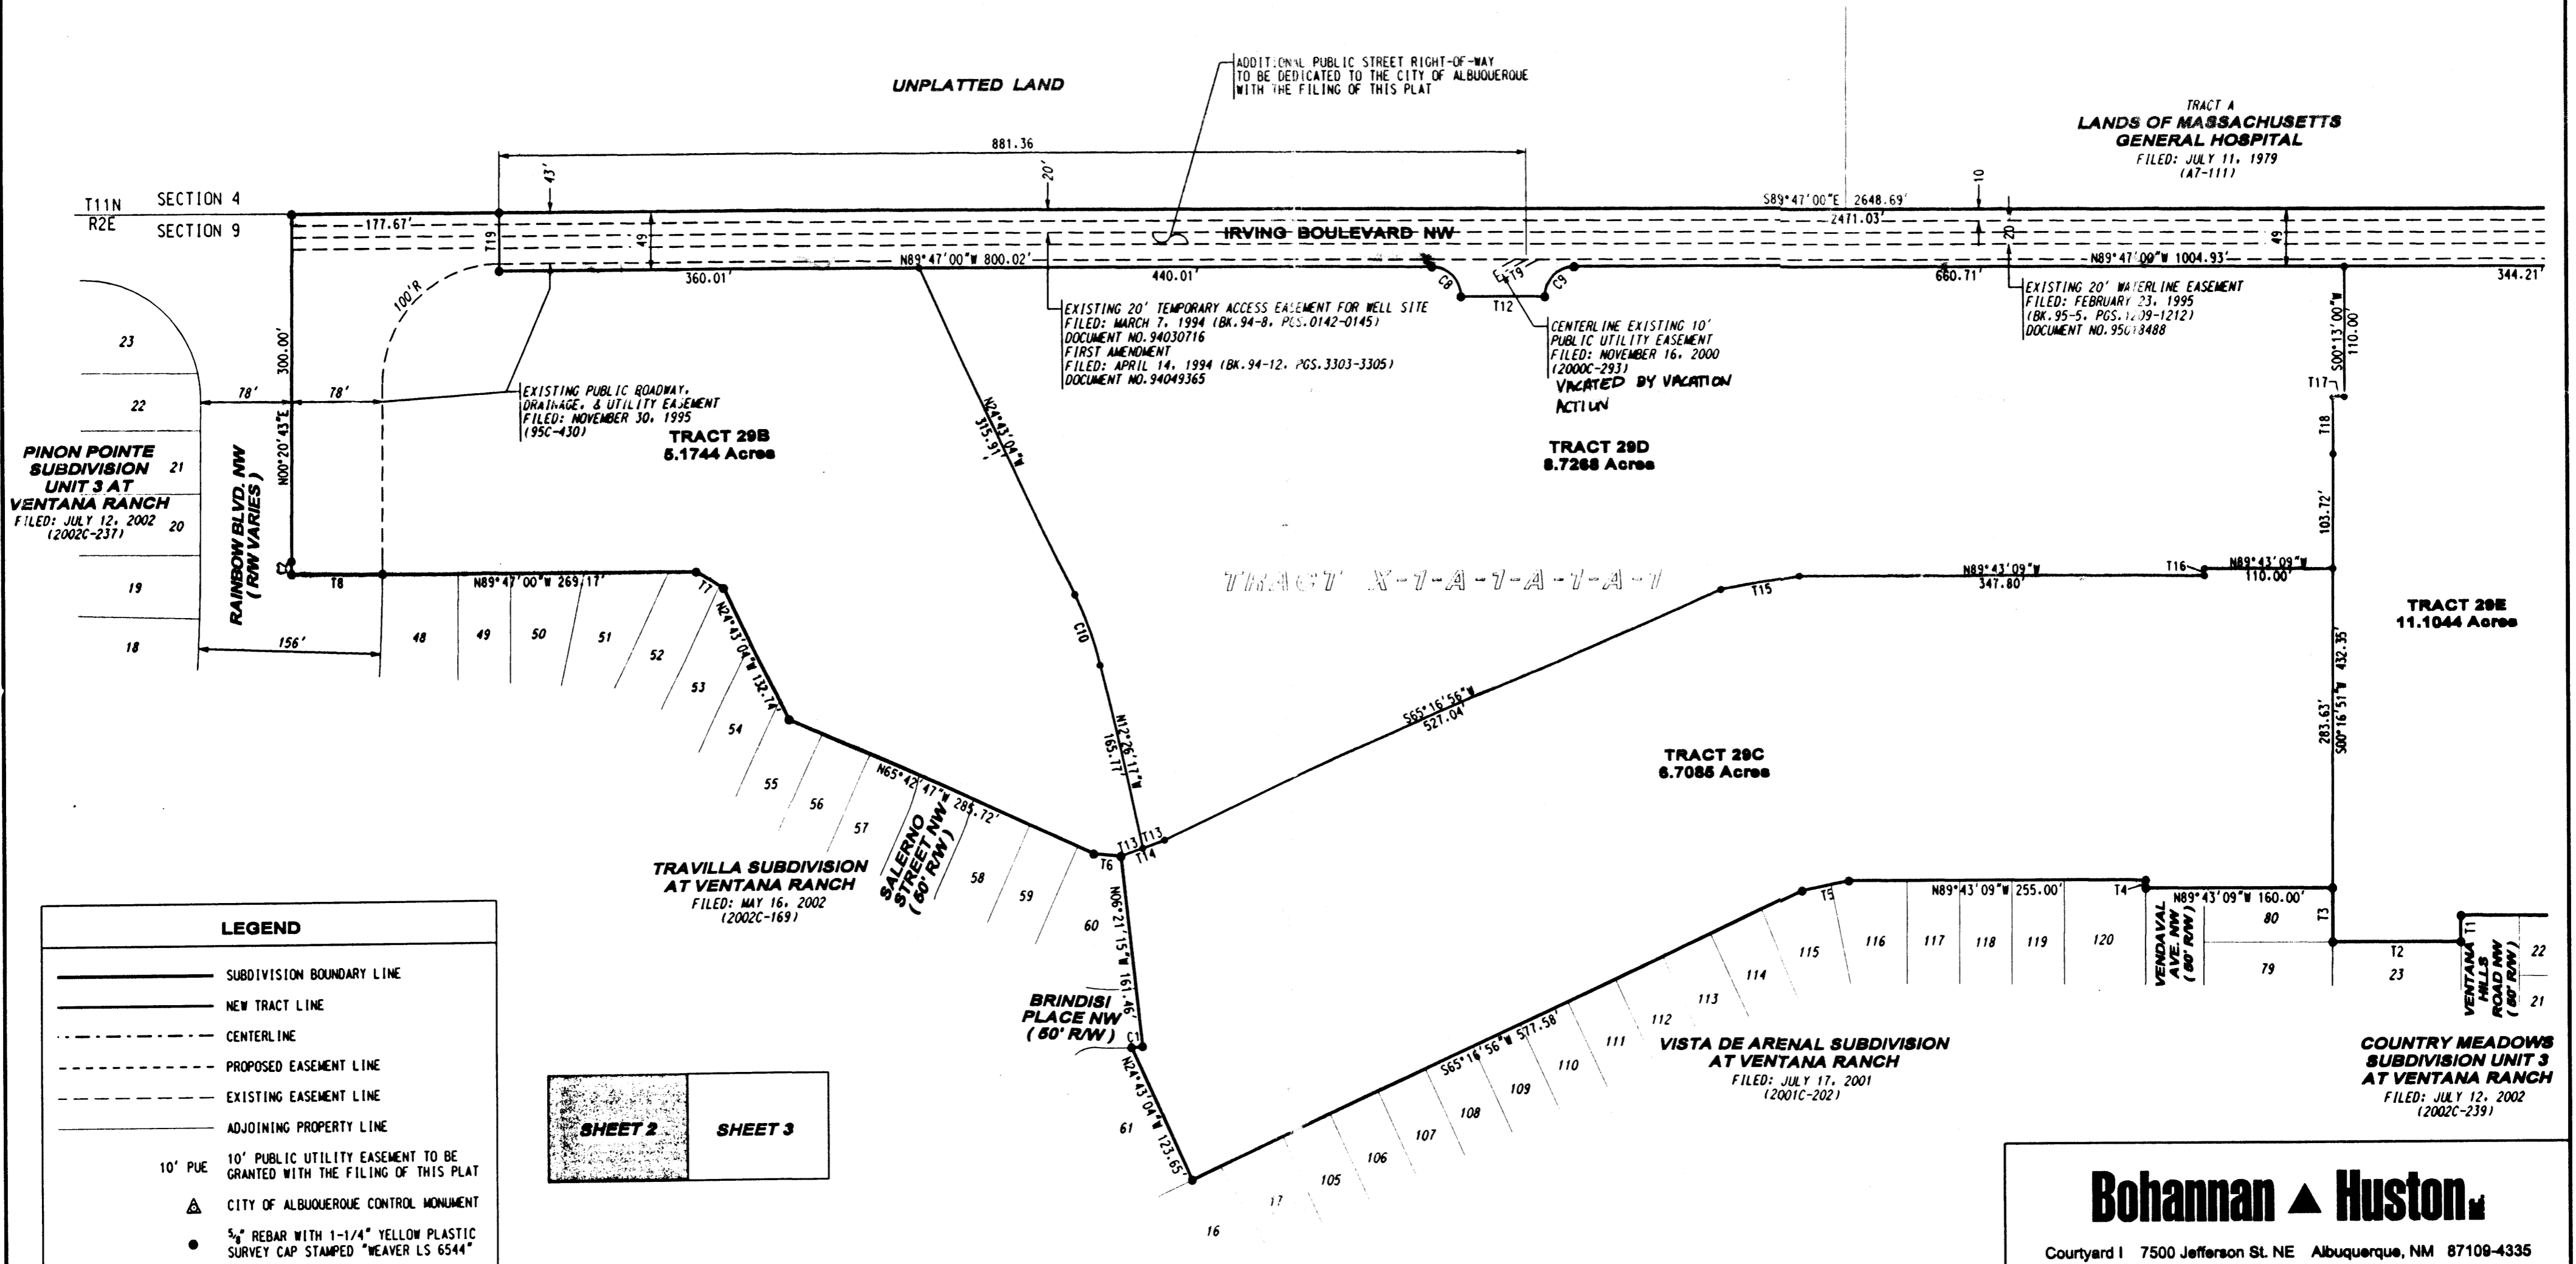 UNPLATTED LAND
ADDITIONAL PUBLIC STREET RIGHT-OF-WAY
TO BE DEDICATED TO THE CITY OF ALBUQUERQUE
WITH THE FILING OF THIS PLAT
TRACT A
LANDS OF MASSACHUSETTS
GENERAL HOSPITAL
FILED: JULY 11, 1979
(A7-111)
881.36
43'
20'
10
T11N
SECTION 4
R2E
SECTION 9
S89°47'00"E 2648.69'
2471.03'
177.67'
T19
49
IRVING BOULEVARD NW
20
49
N89°47'00"W 800.02'
N89°47'00"W 1004.93'
360.01'
440.01'
660.71'
344.21'
C8
T9
C9
T12
100'R
EXISTING 20' TEMPORARY ACCESS EASEMENT FOR WELL SITE
FILED: MARCH 7, 1994 (BK.94-8, PGS.0142-0145)
DOCUMENT NO.94030716
FIRST AMENDMENT
FILED: APRIL 14, 1994 (BK.94-12, PGS.3303-3305)
DOCUMENT NO.94049365
CENTERLINE EXISTING 10'
PUBLIC UTILITY EASEMENT
FILED: NOVEMBER 16, 2000
(2000C-293)
VACATED BY VACATION
ACTION
EXISTING 20' WATERLINE EASEMENT
FILED: FEBRUARY 23, 1995
(BK.95-5, PGS.1209-1212)
DOCUMENT NO.95018488
S00°13'00"W
110.00'
T17
T18
103.72'
23
22
21
20
19
18
78'
78'
300.00'
N00°20'43"E
EXISTING PUBLIC ROADWAY,
DRAINAGE, & UTILITY EASEMENT
FILED: NOVEMBER 30, 1995
(95C-430)
TRACT 29B
5.1744 Acres
N24°43'04"W
315.91'
TRACT 29D
8.7268 Acres
PINON POINTE
SUBDIVISION
UNIT 3 AT
VENTANA RANCH
FILED: JULY 12, 2002
(2002C-237)
RAINBOW BLVD. NW
(R/W VARIES)
C2
T8
N89°47'00"W 269.17'
T7
156'
TRACT X-1-A-1-A-1-A-1
T15
N89°43'09"W
347.80'
T16
N89°43'09"W
110.00'
TRACT 29E
11.1044 Acres
48
49
50
51
52
53
54
55
56
57
58
59
60
61
N24°43'04"W 132.74'
C10
N12°26'17"W
165.77'
S65°16'56"W
527.04'
283.63'
S00°16'51"W 432.35'
TRACT 29C
6.7085 Acres
N65°42'47"W 285.72'
SALERNO
STREET NW
(50' R/W)
TRAVILLA SUBDIVISION
AT VENTANA RANCH
FILED: MAY 16, 2002
(2002C-169)
T6
T13
T13
T14
N06°21'15"W 161.46'
BRINDISI
PLACE NW
(50' R/W)
C1
N24°43'04"W 123.65'
S65°16'56"W 577.58'
T5
N89°43'09"W 255.00'
T4
N89°43'09"W 160.00'
T3
T2
T1
16
17
105
106
107
108
109
110
111
112
113
114
115
116
117
118
119
120
80
79
23
22
21
VENDAVAL
AVE. NW
(50' R/W)
VENTANA
HILLS
ROAD NW
(50' R/W)
VISTA DE ARENAL SUBDIVISION
AT VENTANA RANCH
FILED: JULY 17, 2001
(2001C-202)
COUNTRY MEADOWS
SUBDIVISION UNIT 3
AT VENTANA RANCH
FILED: JULY 12, 2002
(2002C-239)
LEGEND
SUBDIVISION BOUNDARY LINE
NEW TRACT LINE
CENTERLINE
PROPOSED EASEMENT LINE
EXISTING EASEMENT LINE
ADJOINING PROPERTY LINE
10' PUE 10' PUBLIC UTILITY EASEMENT TO BE
GRANTED WITH THE FILING OF THIS PLAT
CITY OF ALBUQUERQUE CONTROL MONUMENT
5/8" REBAR WITH 1-1/4" YELLOW PLASTIC
SURVEY CAP STAMPED "WEAVER LS 6544"
SHEET 2
SHEET 3
Bohannan Huston
Courtyard I 7500 Jefferson St. NE Albuquerque, NM 87109-4335